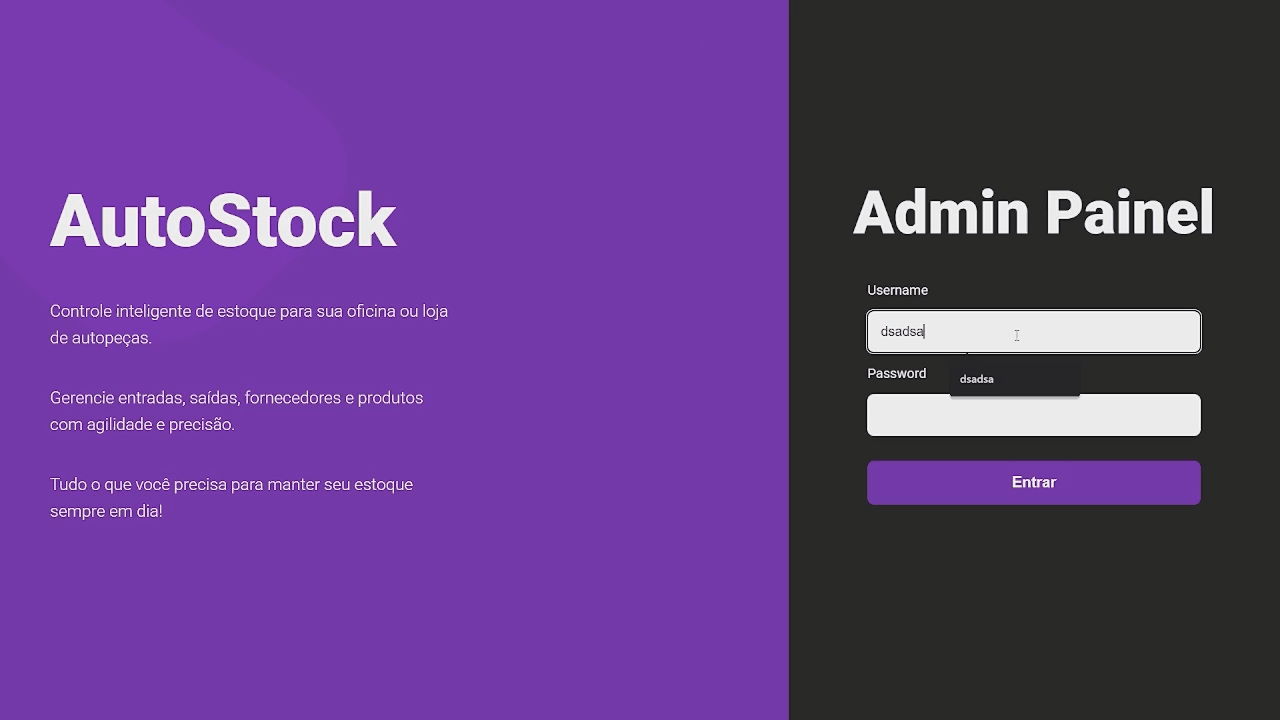 AutoStock
Controle inteligente de estoque para sua oficina ou loja
de autopeças.
Gerencie entradas, saídas, fornecedores e produtos
com agilidade e precisão.
Tudo o que você precisa para manter seu estoque
sempre em dia!
Admin Painel
Username
dsadsa
Password
dsadsa
Entrar